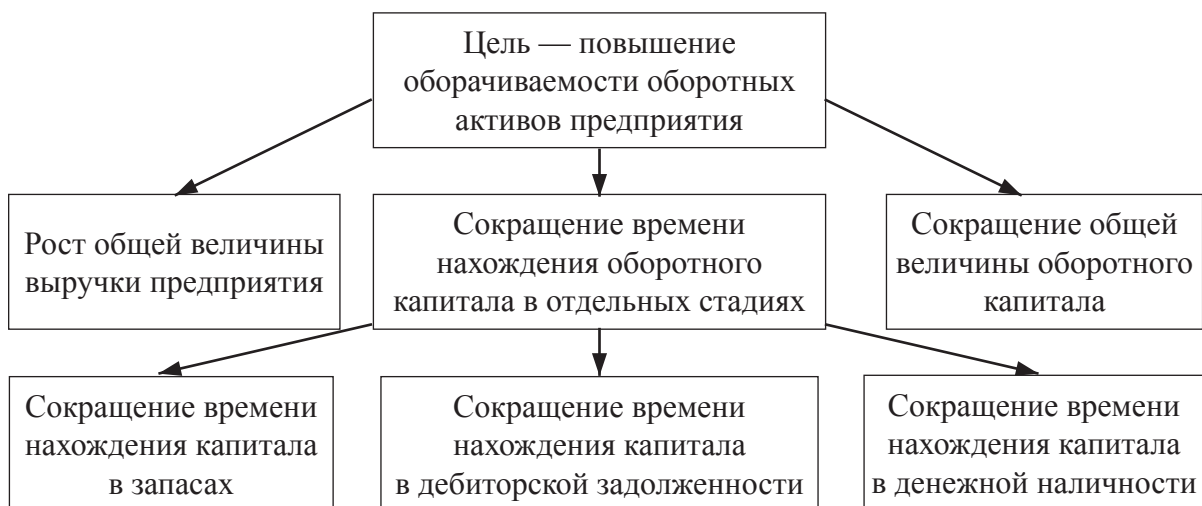 Цель — повышение
оборачиваемости оборотных
активов предприятия
Рост общей величины
выручки предприятия
Сокращение времени
нахождения оборотного
капитала в отдельных стадиях
Сокращение общей
величины оборотного
капитала
Сокращение времени
нахождения капитала
в запасах
Сокращение времени
нахождения капитала
в дебиторской задолженности
Сокращение времени
нахождения капитала
в денежной наличности